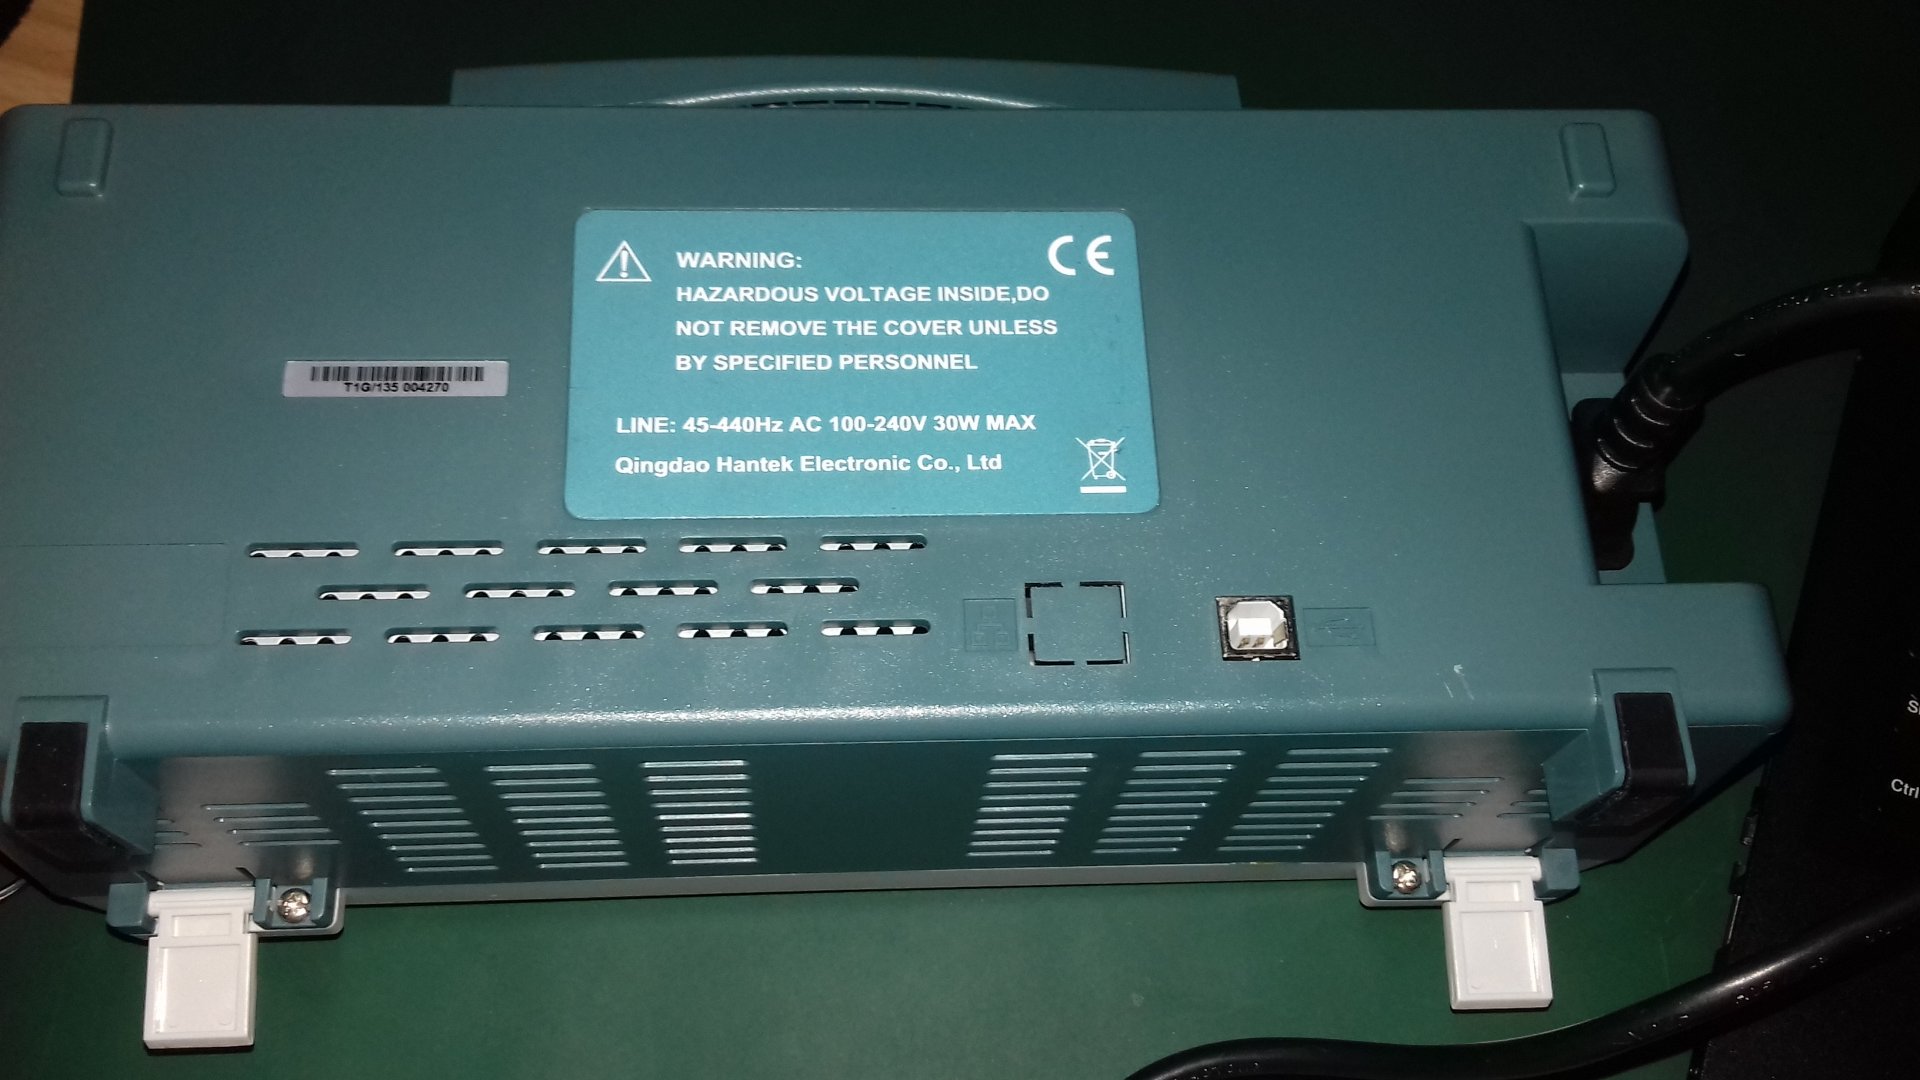 WARNING:
CE
HAZARDOUS VOLTAGE INSIDE,DO
NOT REMOVE THE COVER UNLESS
BY SPECIFIED PERSONNEL
T1G/135 004270
LINE: 45-440Hz AC 100-240V 30W MAX
Qingdao Hantek Electronic Co., Ltd
Ctrl